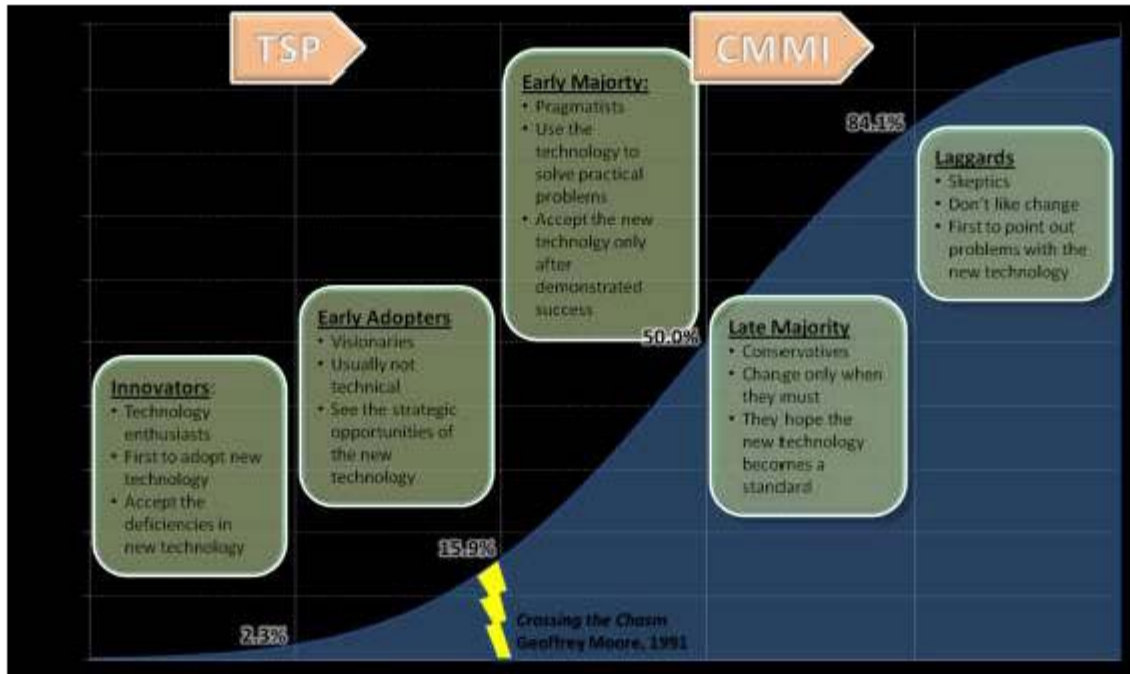 TSP
CMMI
Early Majorty:
• Pragmatists
• Use the
technology to
solve practical
problems
• Accept the new
technolgy only
after
demonstrated
success
84.1%
Laggards
• Skeptics
• Don't like change
• First to point out
problems with the
new technology
Early Adopters
• Visionaries
• Usually not
technical
• See the strategic
opportunities of
the new
technology
50.0%
Late Majority
• Conservatives
• Change only when
they must
• They hope the
new technology
becomes a
standard
Innovators:
• Technology
enthusiasts
• First to adopt new
technology
• Accept the
deficiencies in
new technology
15.9%
2.3%
Crossing the Chasm
Geoffrey Moore, 1991